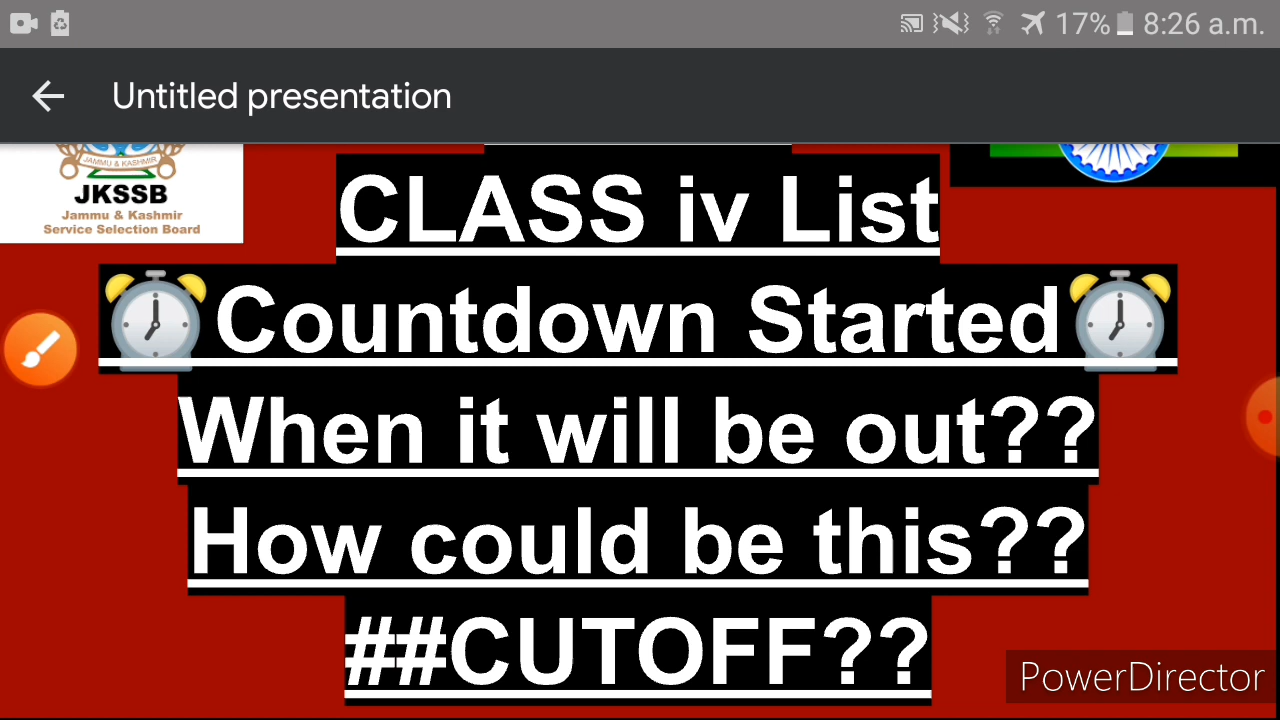 17% 8:26 a.m.
Untitled presentation
JAMMU & KASHMIR
JKSSB
Jammu & Kashmir
Service Selection Board
CLASS iv List
⏰Countdown Started⏰
When it will be out??
How could be this??
##CUTOFF??
PowerDirector